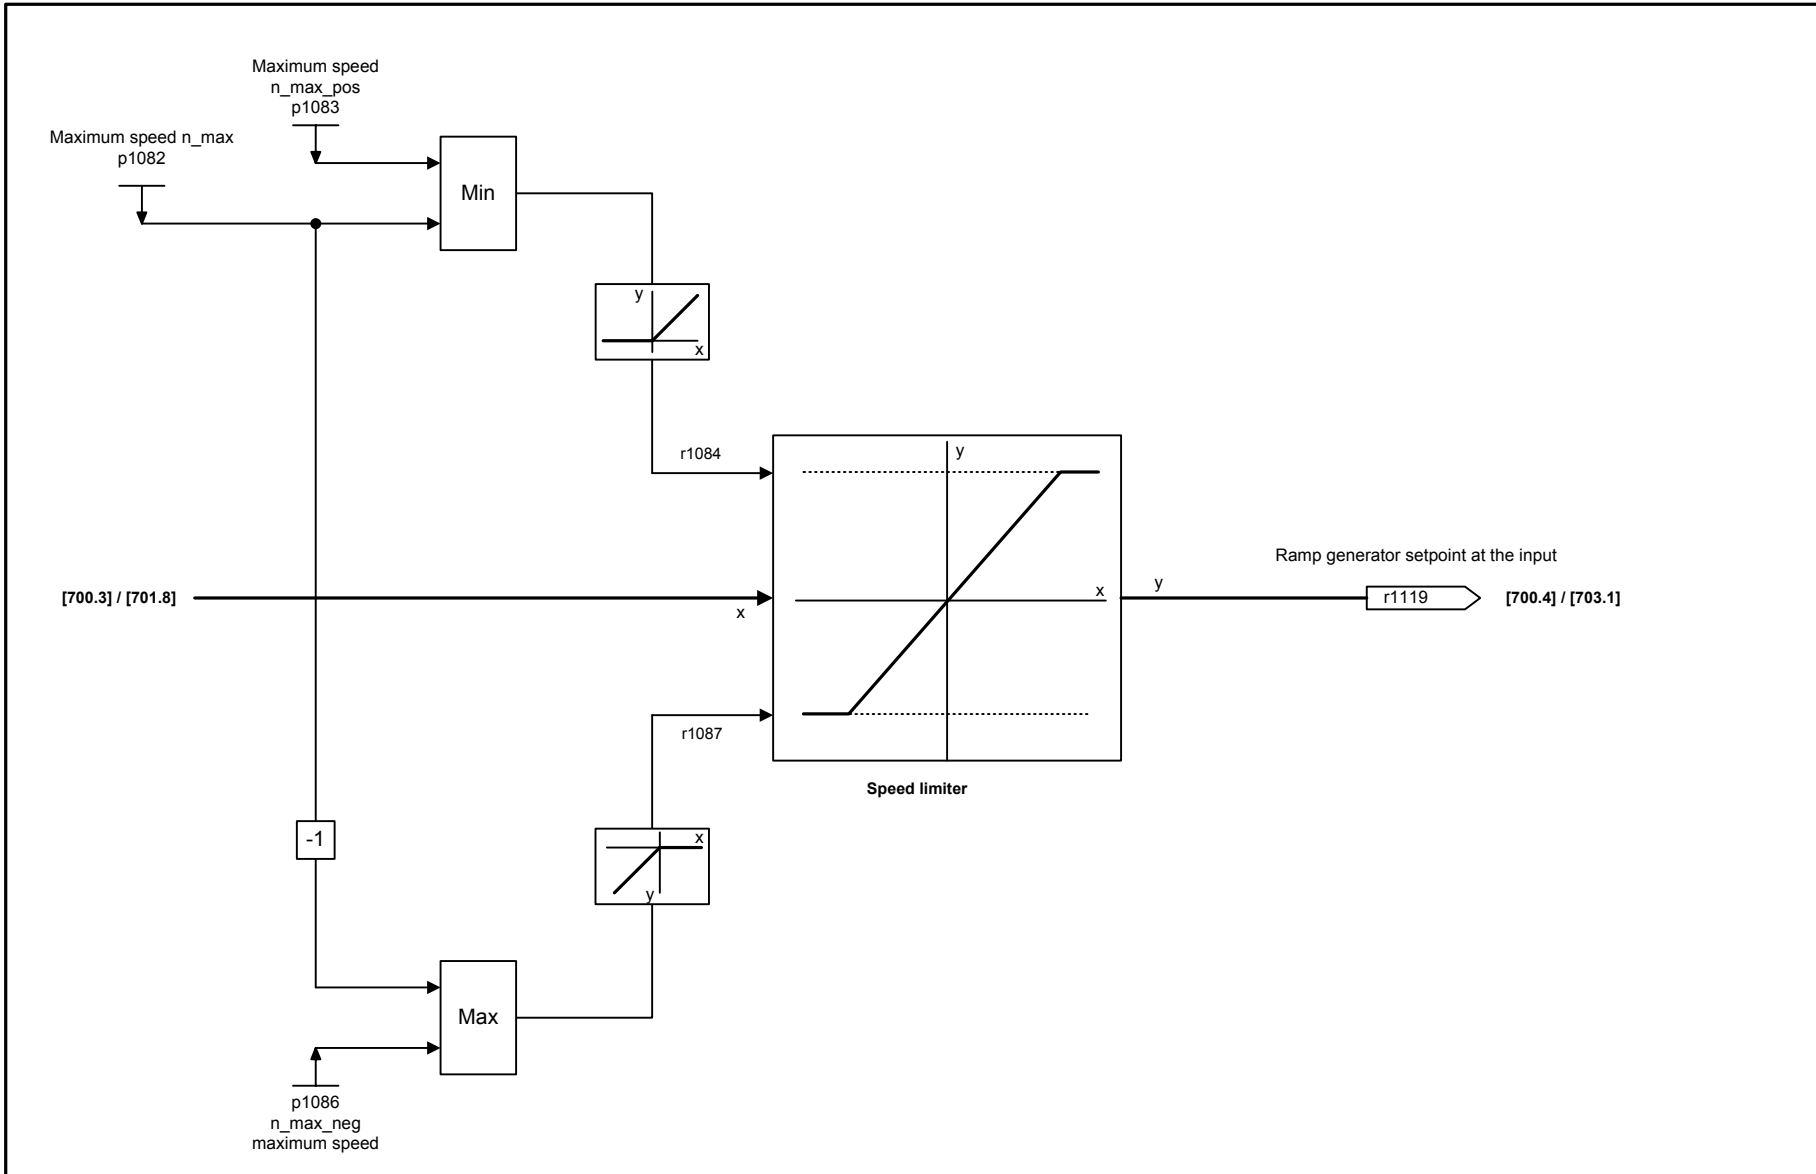 Maximum speed
n_max_pos
p1083
Maximum speed n_max
p1082
Min
y
x
r1084
y
x
Ramp generator setpoint at the input
[700.3] / [701.8]
x
y
r1119
[700.4] / [703.1]
r1087
Speed limiter
-1
x
y
Max
p1086
n_max_neg
maximum speed